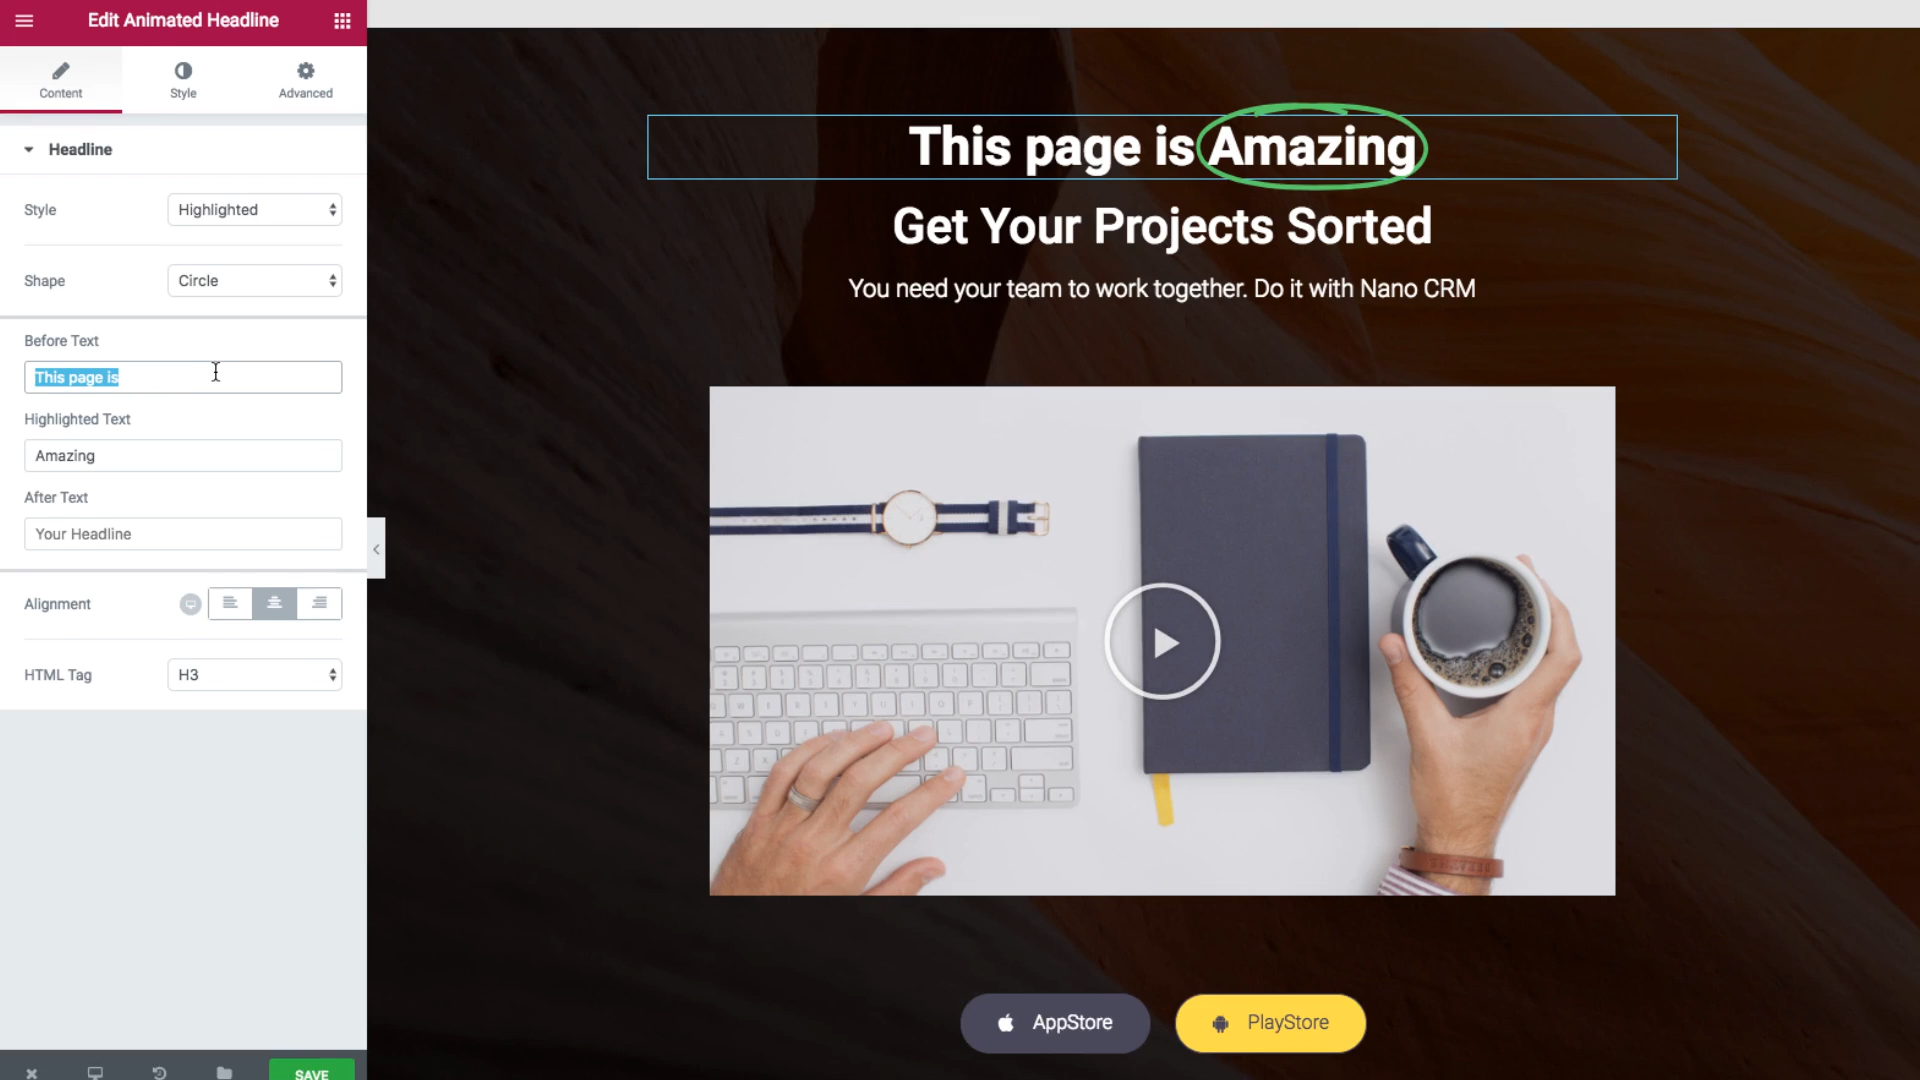 Edit Animated Headline
Content
Style
Advanced
Headline
Style
Highlighted
Shape
Circle
Before Text
This page is
Highlighted Text
Amazing
After Text
Your Headline
Alignment
HTML Tag
H3
SAVE
This page is Amazing
Get Your Projects Sorted
You need your team to work together. Do it with Nano CRM
AppStore
PlayStore